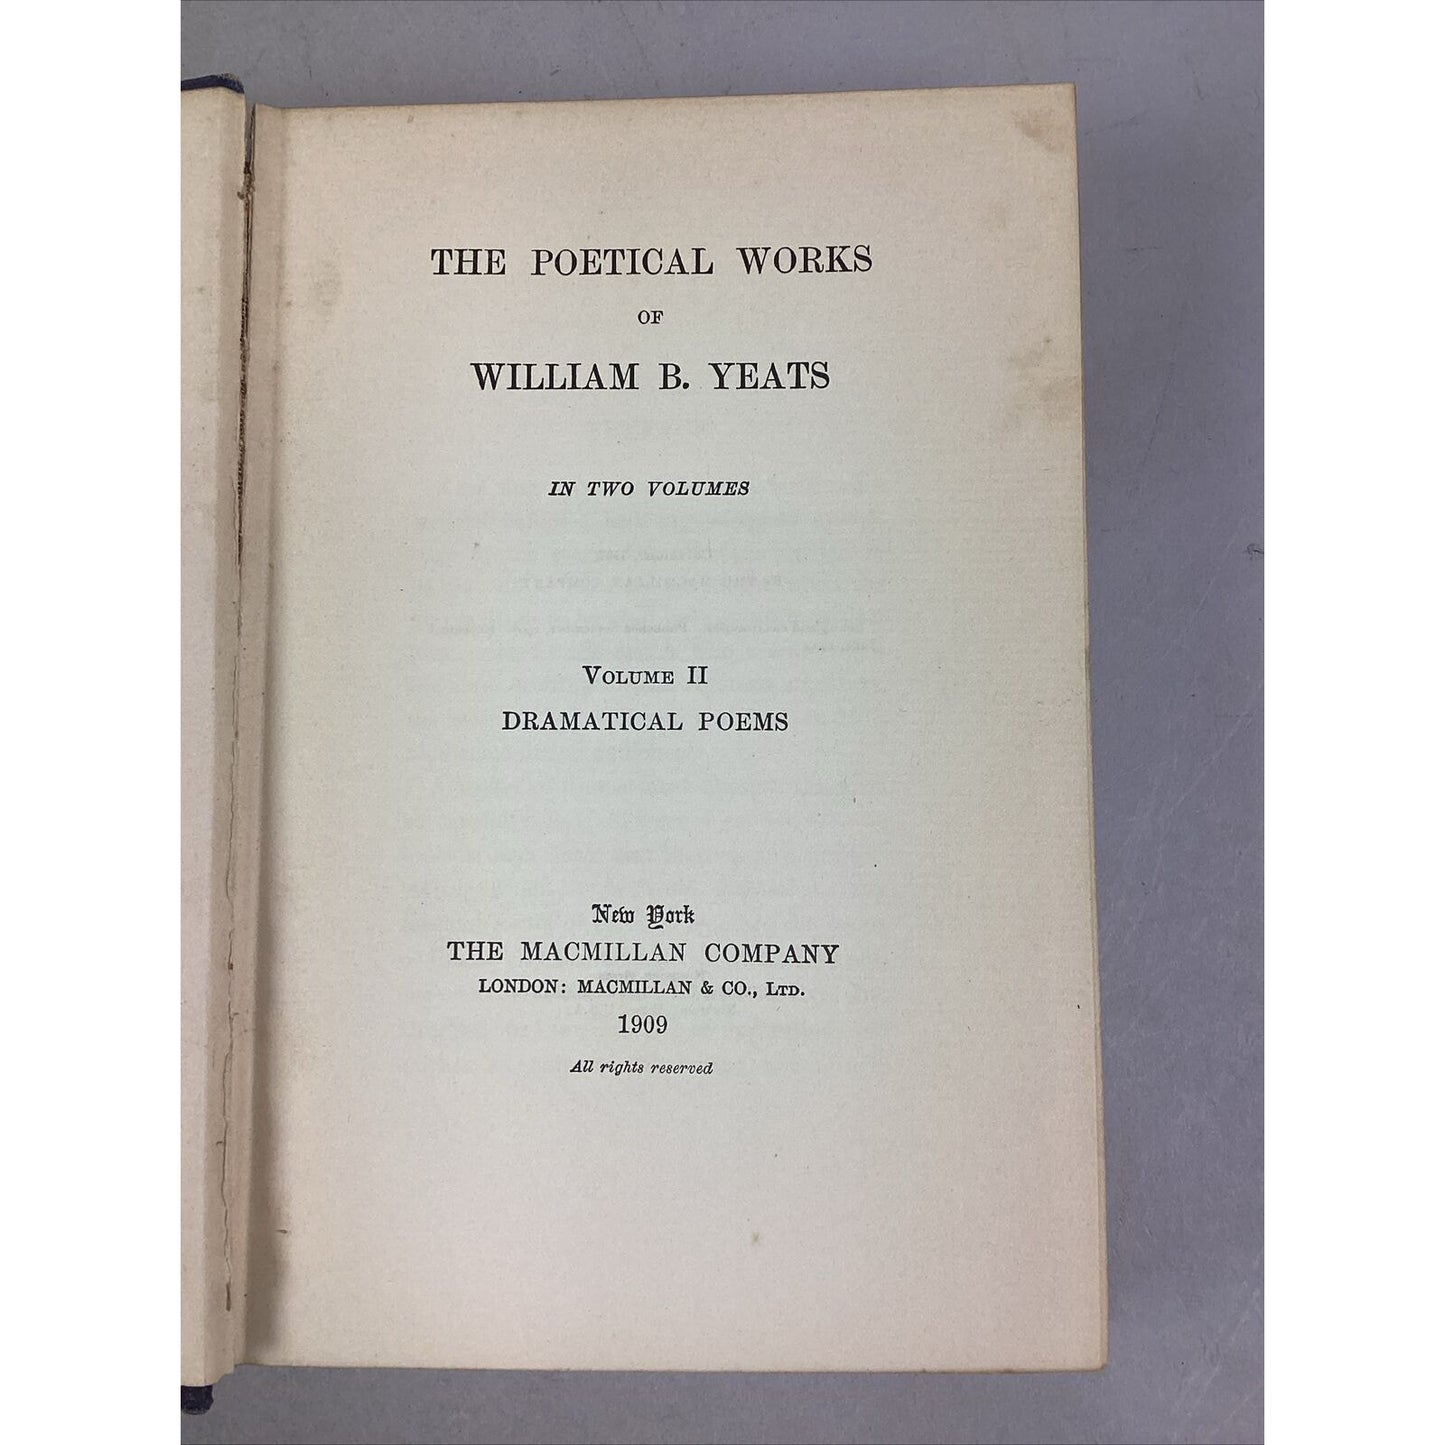 THE POETICAL WORKS
OF
WILLIAM B. YEATS
IN TWO VOLUMES
VOLUME II
DRAMATICAL POEMS
New York
THE MACMILLAN COMPANY
LONDON: MACMILLAN & CO., LTD.
1909
All rights reserved